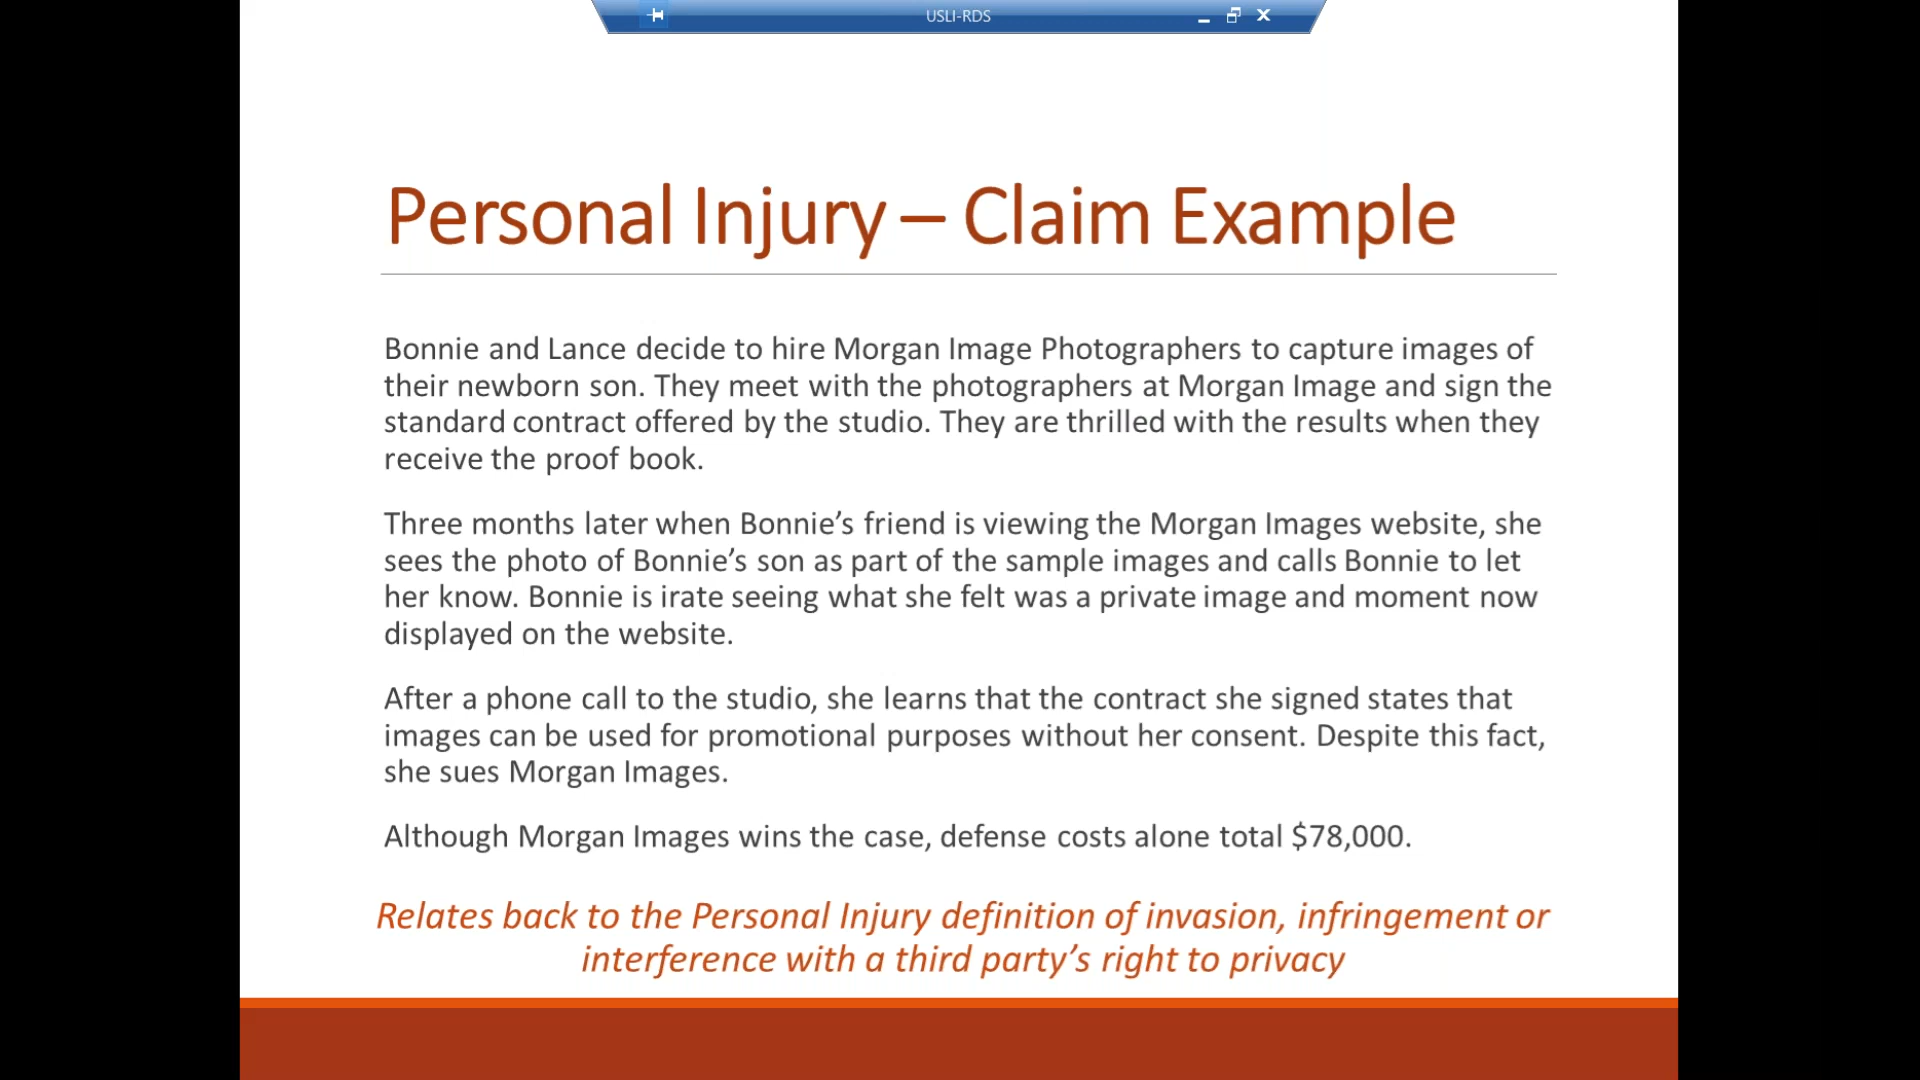 USLI-RDS
Personal Injury – Claim Example
Bonnie and Lance decide to hire Morgan Image Photographers to capture images of
their newborn son. They meet with the photographers at Morgan Image and sign the
standard contract offered by the studio. They are thrilled with the results when they
receive the proof book.
Three months later when Bonnie’s friend is viewing the Morgan Images website, she
sees the photo of Bonnie’s son as part of the sample images and calls Bonnie to let
her know. Bonnie is irate seeing what she felt was a private image and moment now
displayed on the website.
After a phone call to the studio, she learns that the contract she signed states that
images can be used for promotional purposes without her consent. Despite this fact,
she sues Morgan Images.
Although Morgan Images wins the case, defense costs alone total $78,000.
Relates back to the Personal Injury definition of invasion, infringement or
interference with a third party’s right to privacy